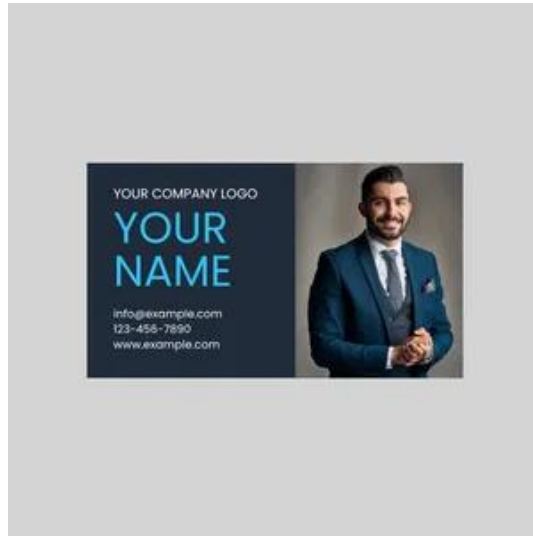 YOUR COMPANY LOGO
YOUR
NAME
info@example.com
123-456-7890
www.example.com